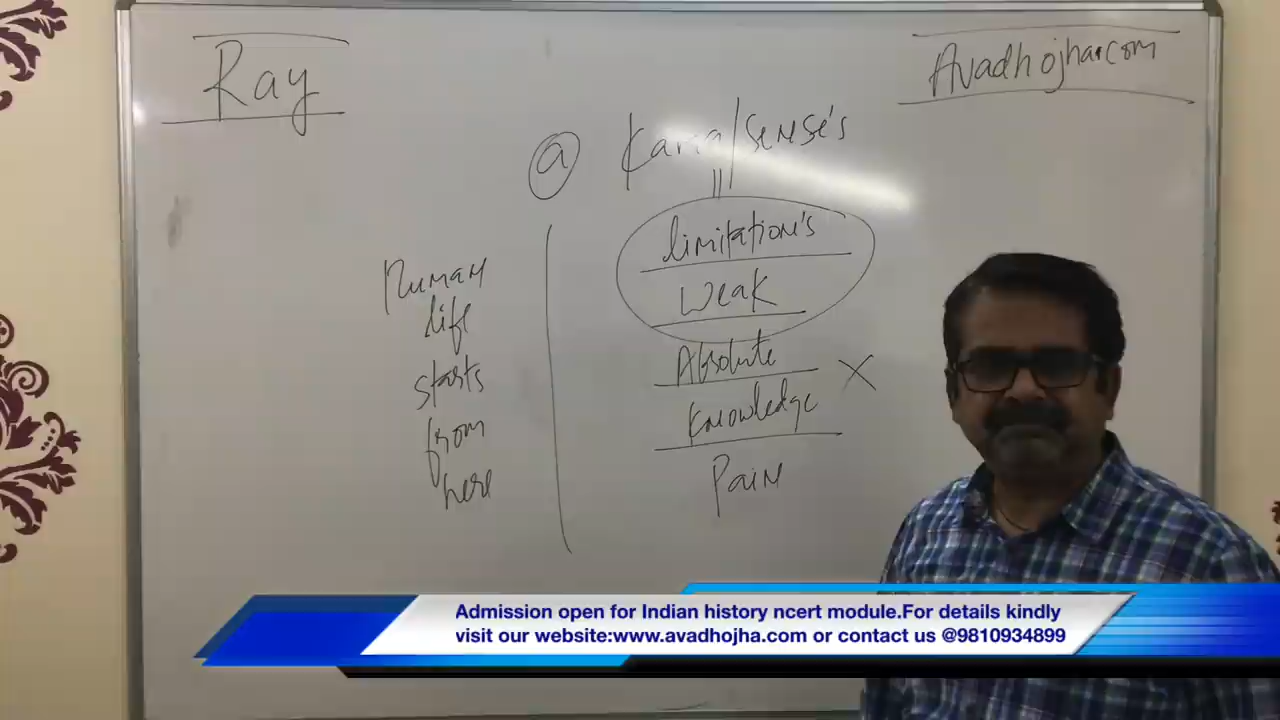 Ray
Avadhojha.com
a Kama/sense's
limitation's
weak
Absolute
knowledge
Pain
Human
life
starts
from
here
Admission open for Indian history ncert module.For details kindly
visit our website:www.avadhojha.com or contact us @9810934899